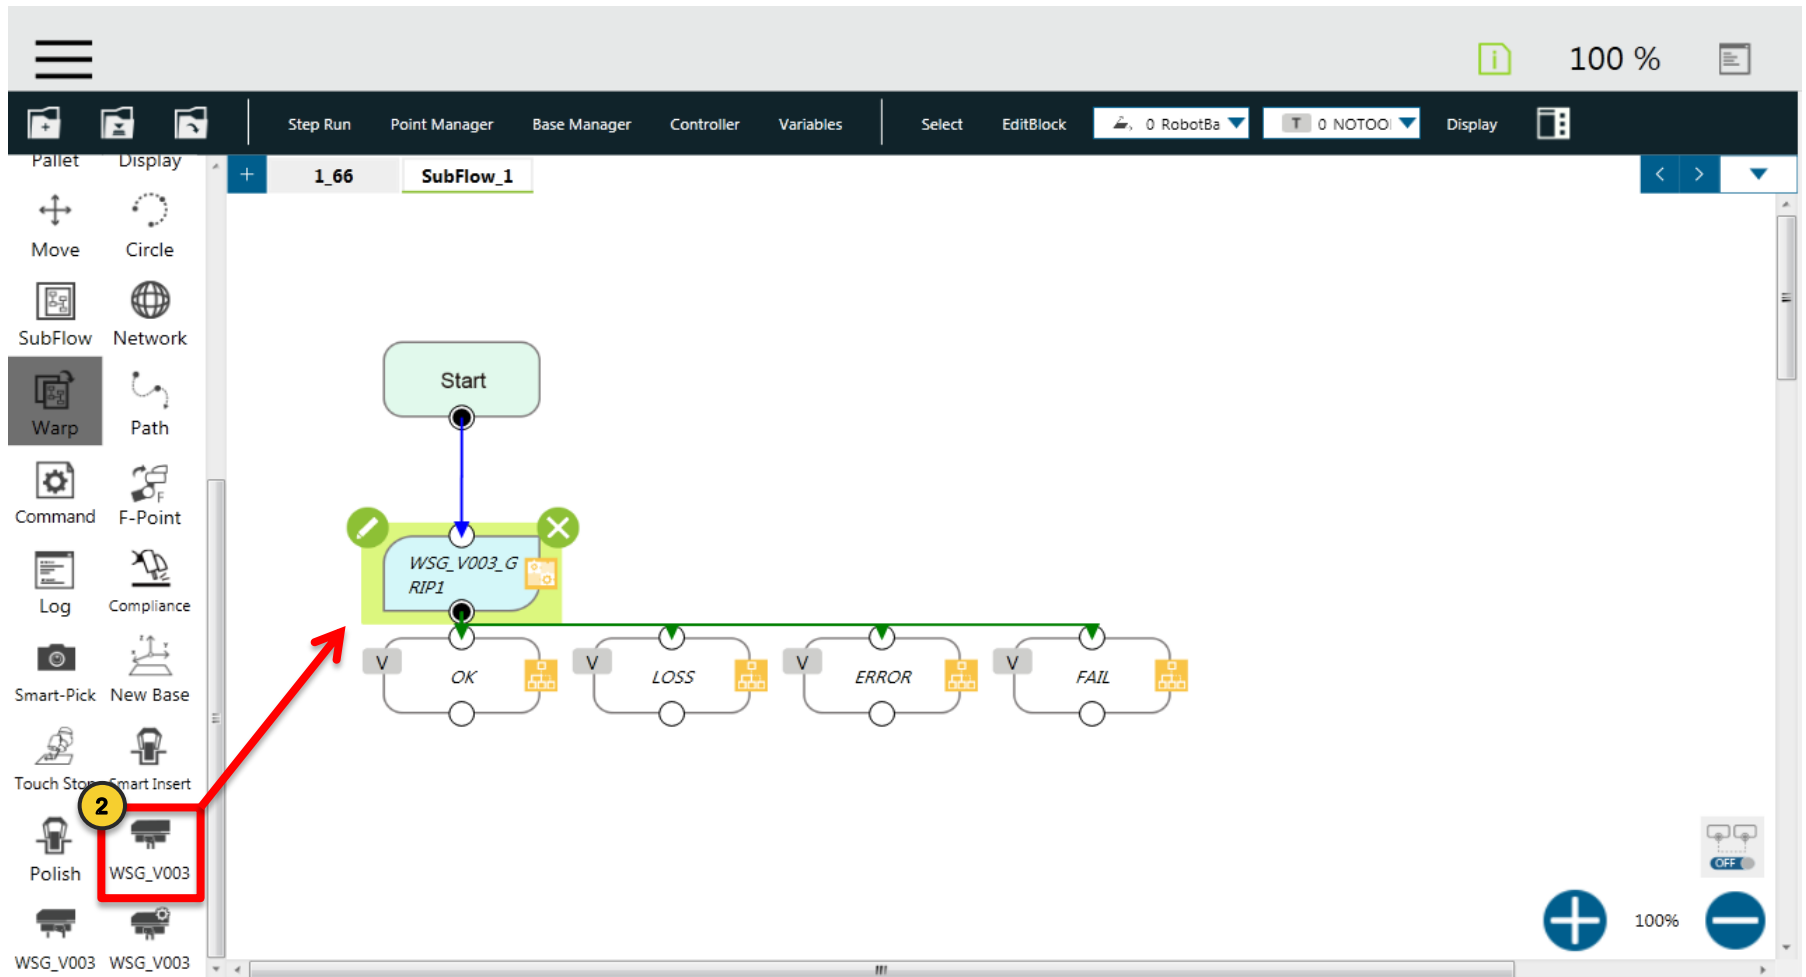 100 %
Step Run
Point Manager
Base Manager
Controller
Variables
Select
EditBlock
0 RobotBa
T 0 NOTOO
Display
Pallet
Display
1_66
SubFlow_1
Move
Circle
SubFlow
Network
Warp
Path
Command
F-Point
Log
Compliance
Smart-Pick
New Base
Touch Stop
Smart Insert
2
Polish
WSG_V003
WSG_V003
WSG_V003
Start
WSG_V003_G
RIP1
V
OK
V
LOSS
V
ERROR
V
FAIL
OFF
100%